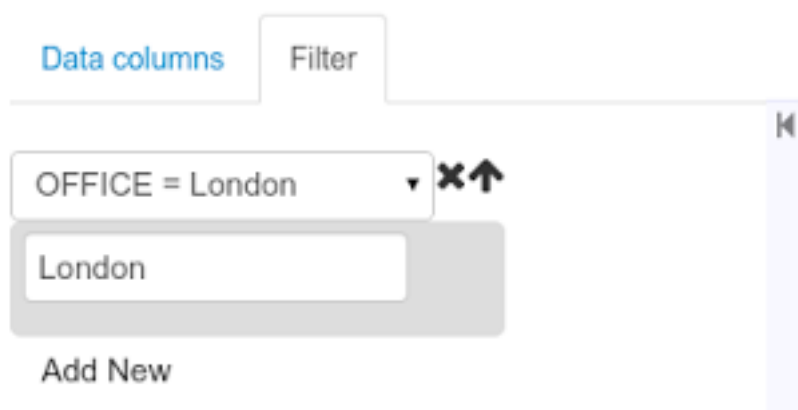 Data columns Filter
OFFICE = London
London
Add New